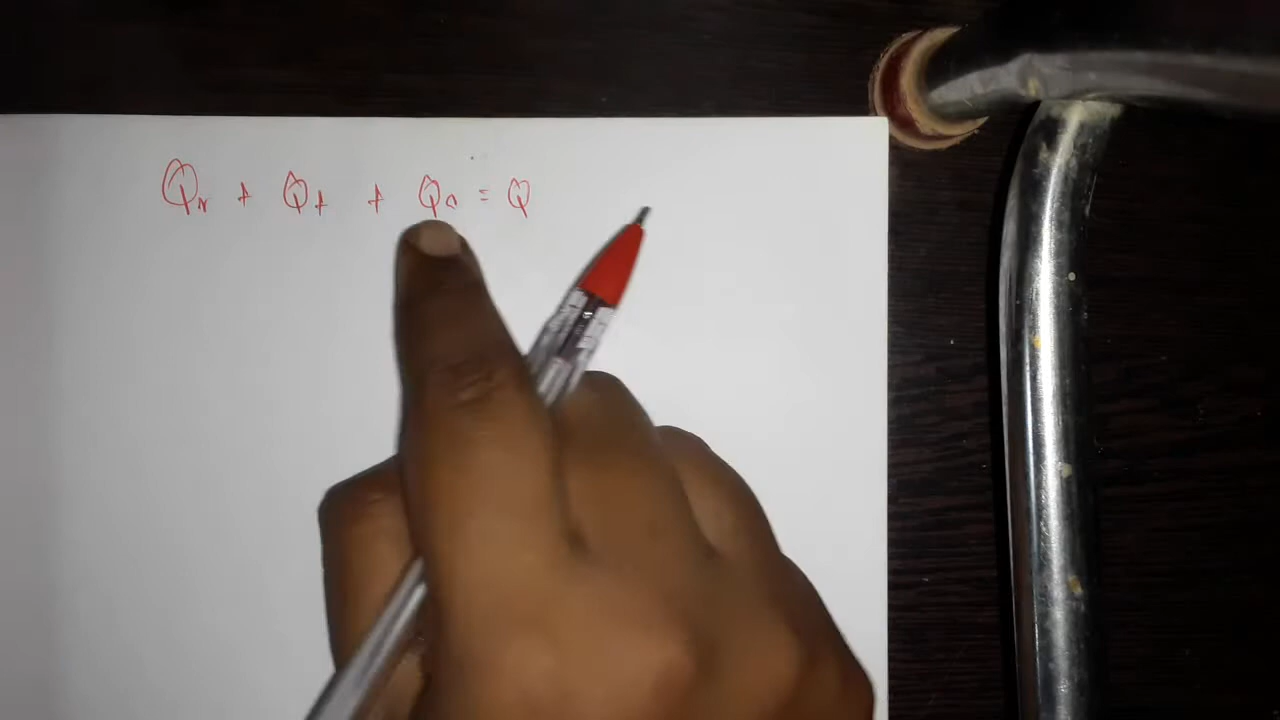 Qr + Qt + Qa = Q